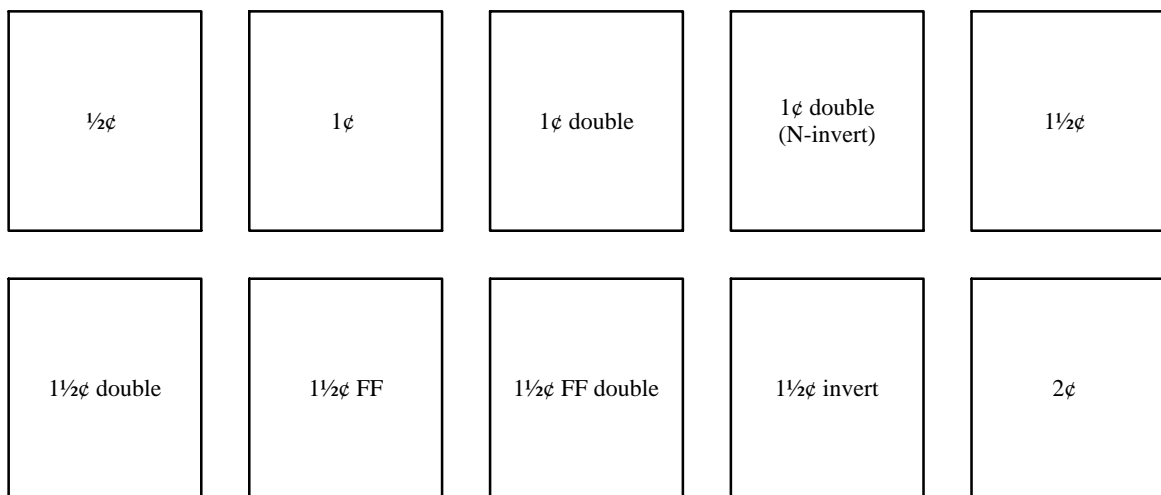 ½¢
1¢
1¢ double
1¢ double
(N-invert)
1½¢
1½¢ double
1½¢ FF
1½¢ FF double
1½¢ invert
2¢